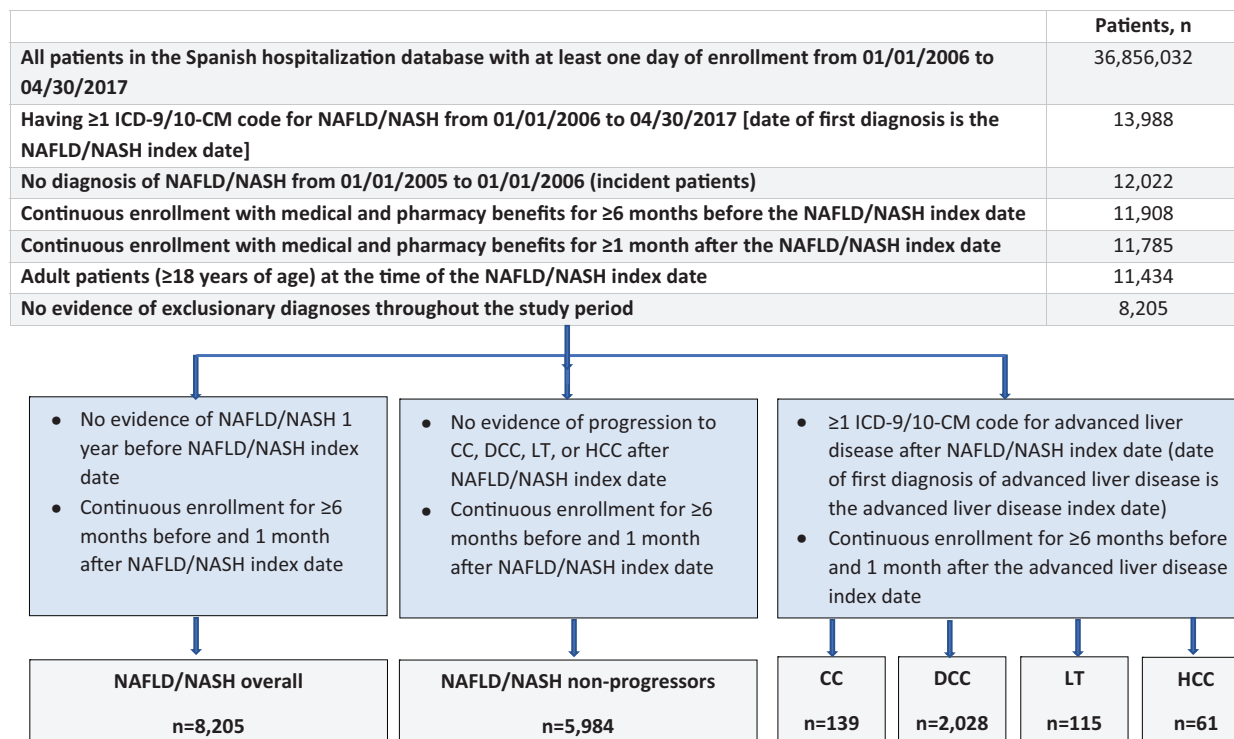 Patients, n
All patients in the Spanish hospitalization database with at least one day of enrollment from 01/01/2006 to
04/30/2017
36,856,032
Having ≥1 ICD-9/10-CM code for NAFLD/NASH from 01/01/2006 to 04/30/2017 [date of first diagnosis is the
NAFLD/NASH index date]
13,988
No diagnosis of NAFLD/NASH from 01/01/2005 to 01/01/2006 (incident patients)
12,022
Continuous enrollment with medical and pharmacy benefits for ≥6 months before the NAFLD/NASH index date
11,908
Continuous enrollment with medical and pharmacy benefits for ≥1 month after the NAFLD/NASH index date
11,785
Adult patients (≥18 years of age) at the time of the NAFLD/NASH index date
11,434
No evidence of exclusionary diagnoses throughout the study period
8,205
● No evidence of NAFLD/NASH 1
year before NAFLD/NASH index
date
● Continuous enrollment for ≥6
months before and 1 month
after NAFLD/NASH index date
● No evidence of progression to
CC, DCC, LT, or HCC after
NAFLD/NASH index date
● Continuous enrollment for ≥6
months before and 1 month
after NAFLD/NASH index date
● ≥1 ICD-9/10-CM code for advanced liver
disease after NAFLD/NASH index date (date
of first diagnosis of advanced liver disease is
the advanced liver disease index date)
● Continuous enrollment for ≥6 months before
and 1 month after the advanced liver disease
index date
NAFLD/NASH overall
n=8,205
NAFLD/NASH non-progressors
n=5,984
CC
n=139
DCC
n=2,028
LT
n=115
HCC
n=61